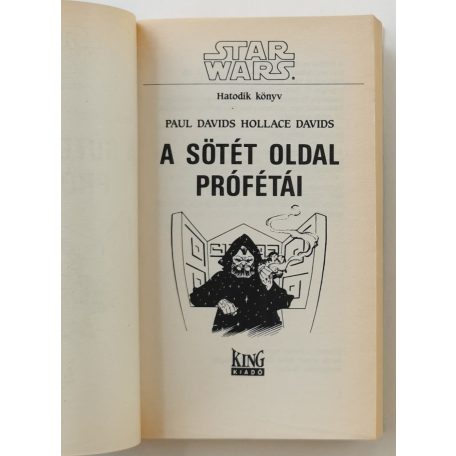 STAR
WARS.
Hatodik könyv
PAUL DAVIDS HOLLACE DAVIDS
A SÖTÉT OLDAL
PRÓFÉTÁI
KING
KIADÓ